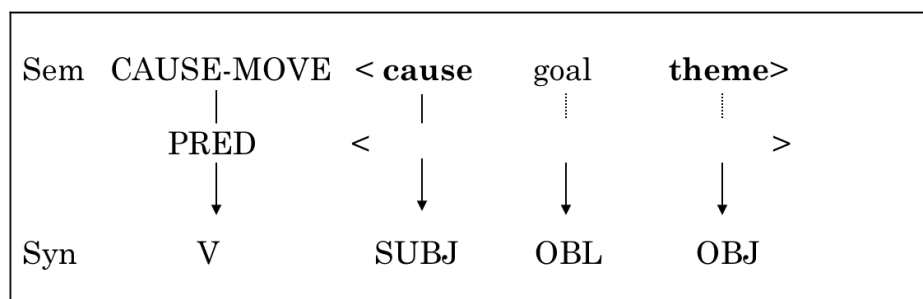 Sem CAUSE-MOVE < cause goal theme>
PRED < >
Syn V SUBJ OBL OBJ